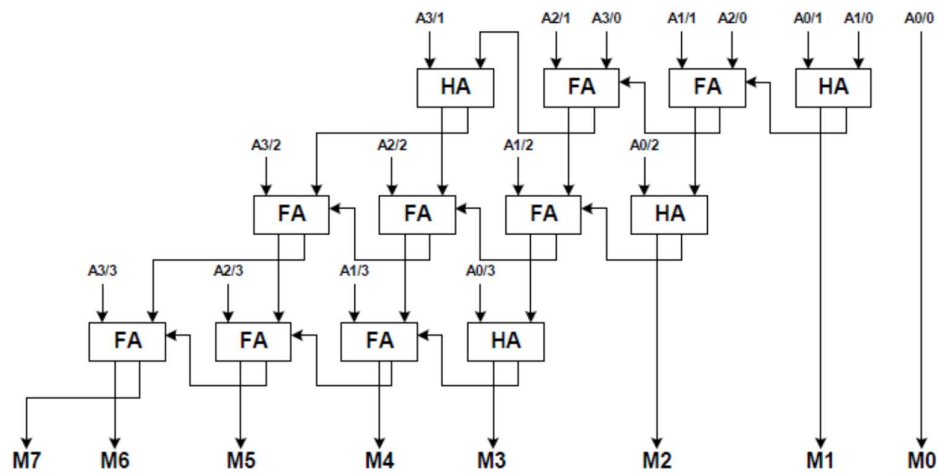 A3/1 A2/1 A3/0 A1/1 A2/0 A0/1 A1/0 A0/0
HA FA FA HA
A3/2 A2/2 A1/2 A0/2
FA FA FA HA
A3/3 A2/3 A1/3 A0/3
FA FA FA HA
M7 M6 M5 M4 M3 M2 M1 M0